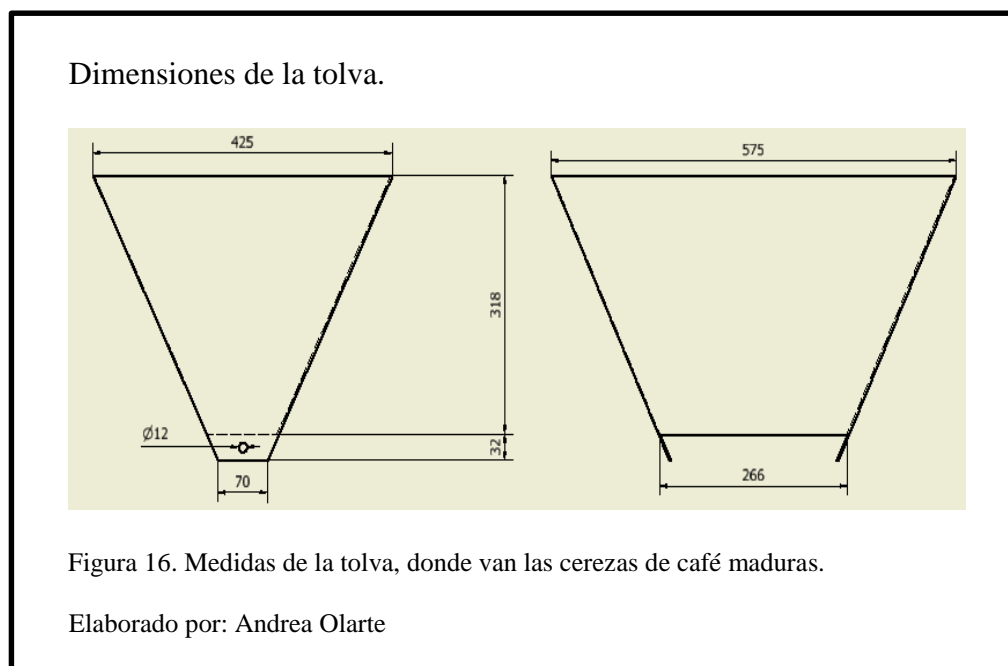 Dimensiones de la tolva.
425
575
318
Ø12
32
70
266
Figura 16. Medidas de la tolva, donde van las cerezas de café maduras.
Elaborado por: Andrea Olarte